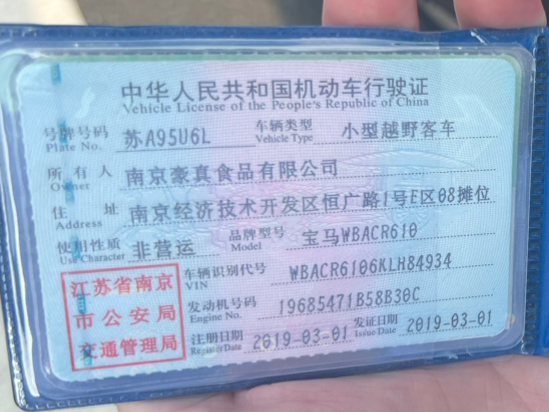 中华人民共和国机动车行驶证
Vehicle License of the People's Republic of China
号牌号码 苏A95U6L 车辆类型 小型越野客车
Plate No. Vehicle Type
所有人 南京豪真食品有限公司
Owner
住址 南京经济技术开发区恒广路1号F区08摊位
Address
使用性质 非营运 品牌型号 宝马WBACR610
Use Character Model
江苏省南京
市公安局
交通管理局
车辆识别代号 WBACR6106KLH84934
VIN
发动机号码 19685471B58B30C
Engine No.
注册日期 2019-03-01 发证日期 2019-03-01
Register Date Issue Date